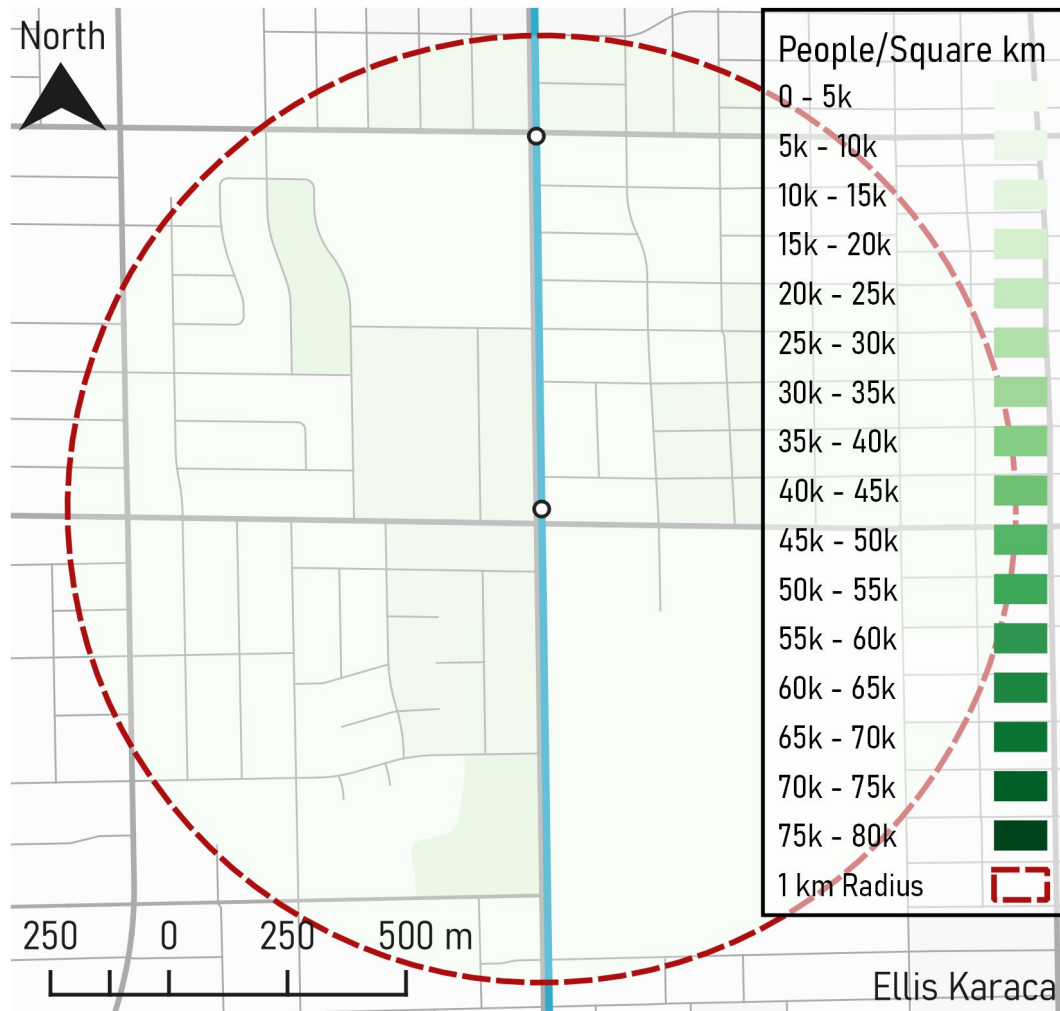 North
People/Square km
0 - 5k
5k - 10k
10k - 15k
15k - 20k
20k - 25k
25k - 30k
30k - 35k
35k - 40k
40k - 45k
45k - 50k
50k - 55k
55k - 60k
60k - 65k
65k - 70k
70k - 75k
75k - 80k
1 km Radius
250 0 250 500 m
Ellis Karaca